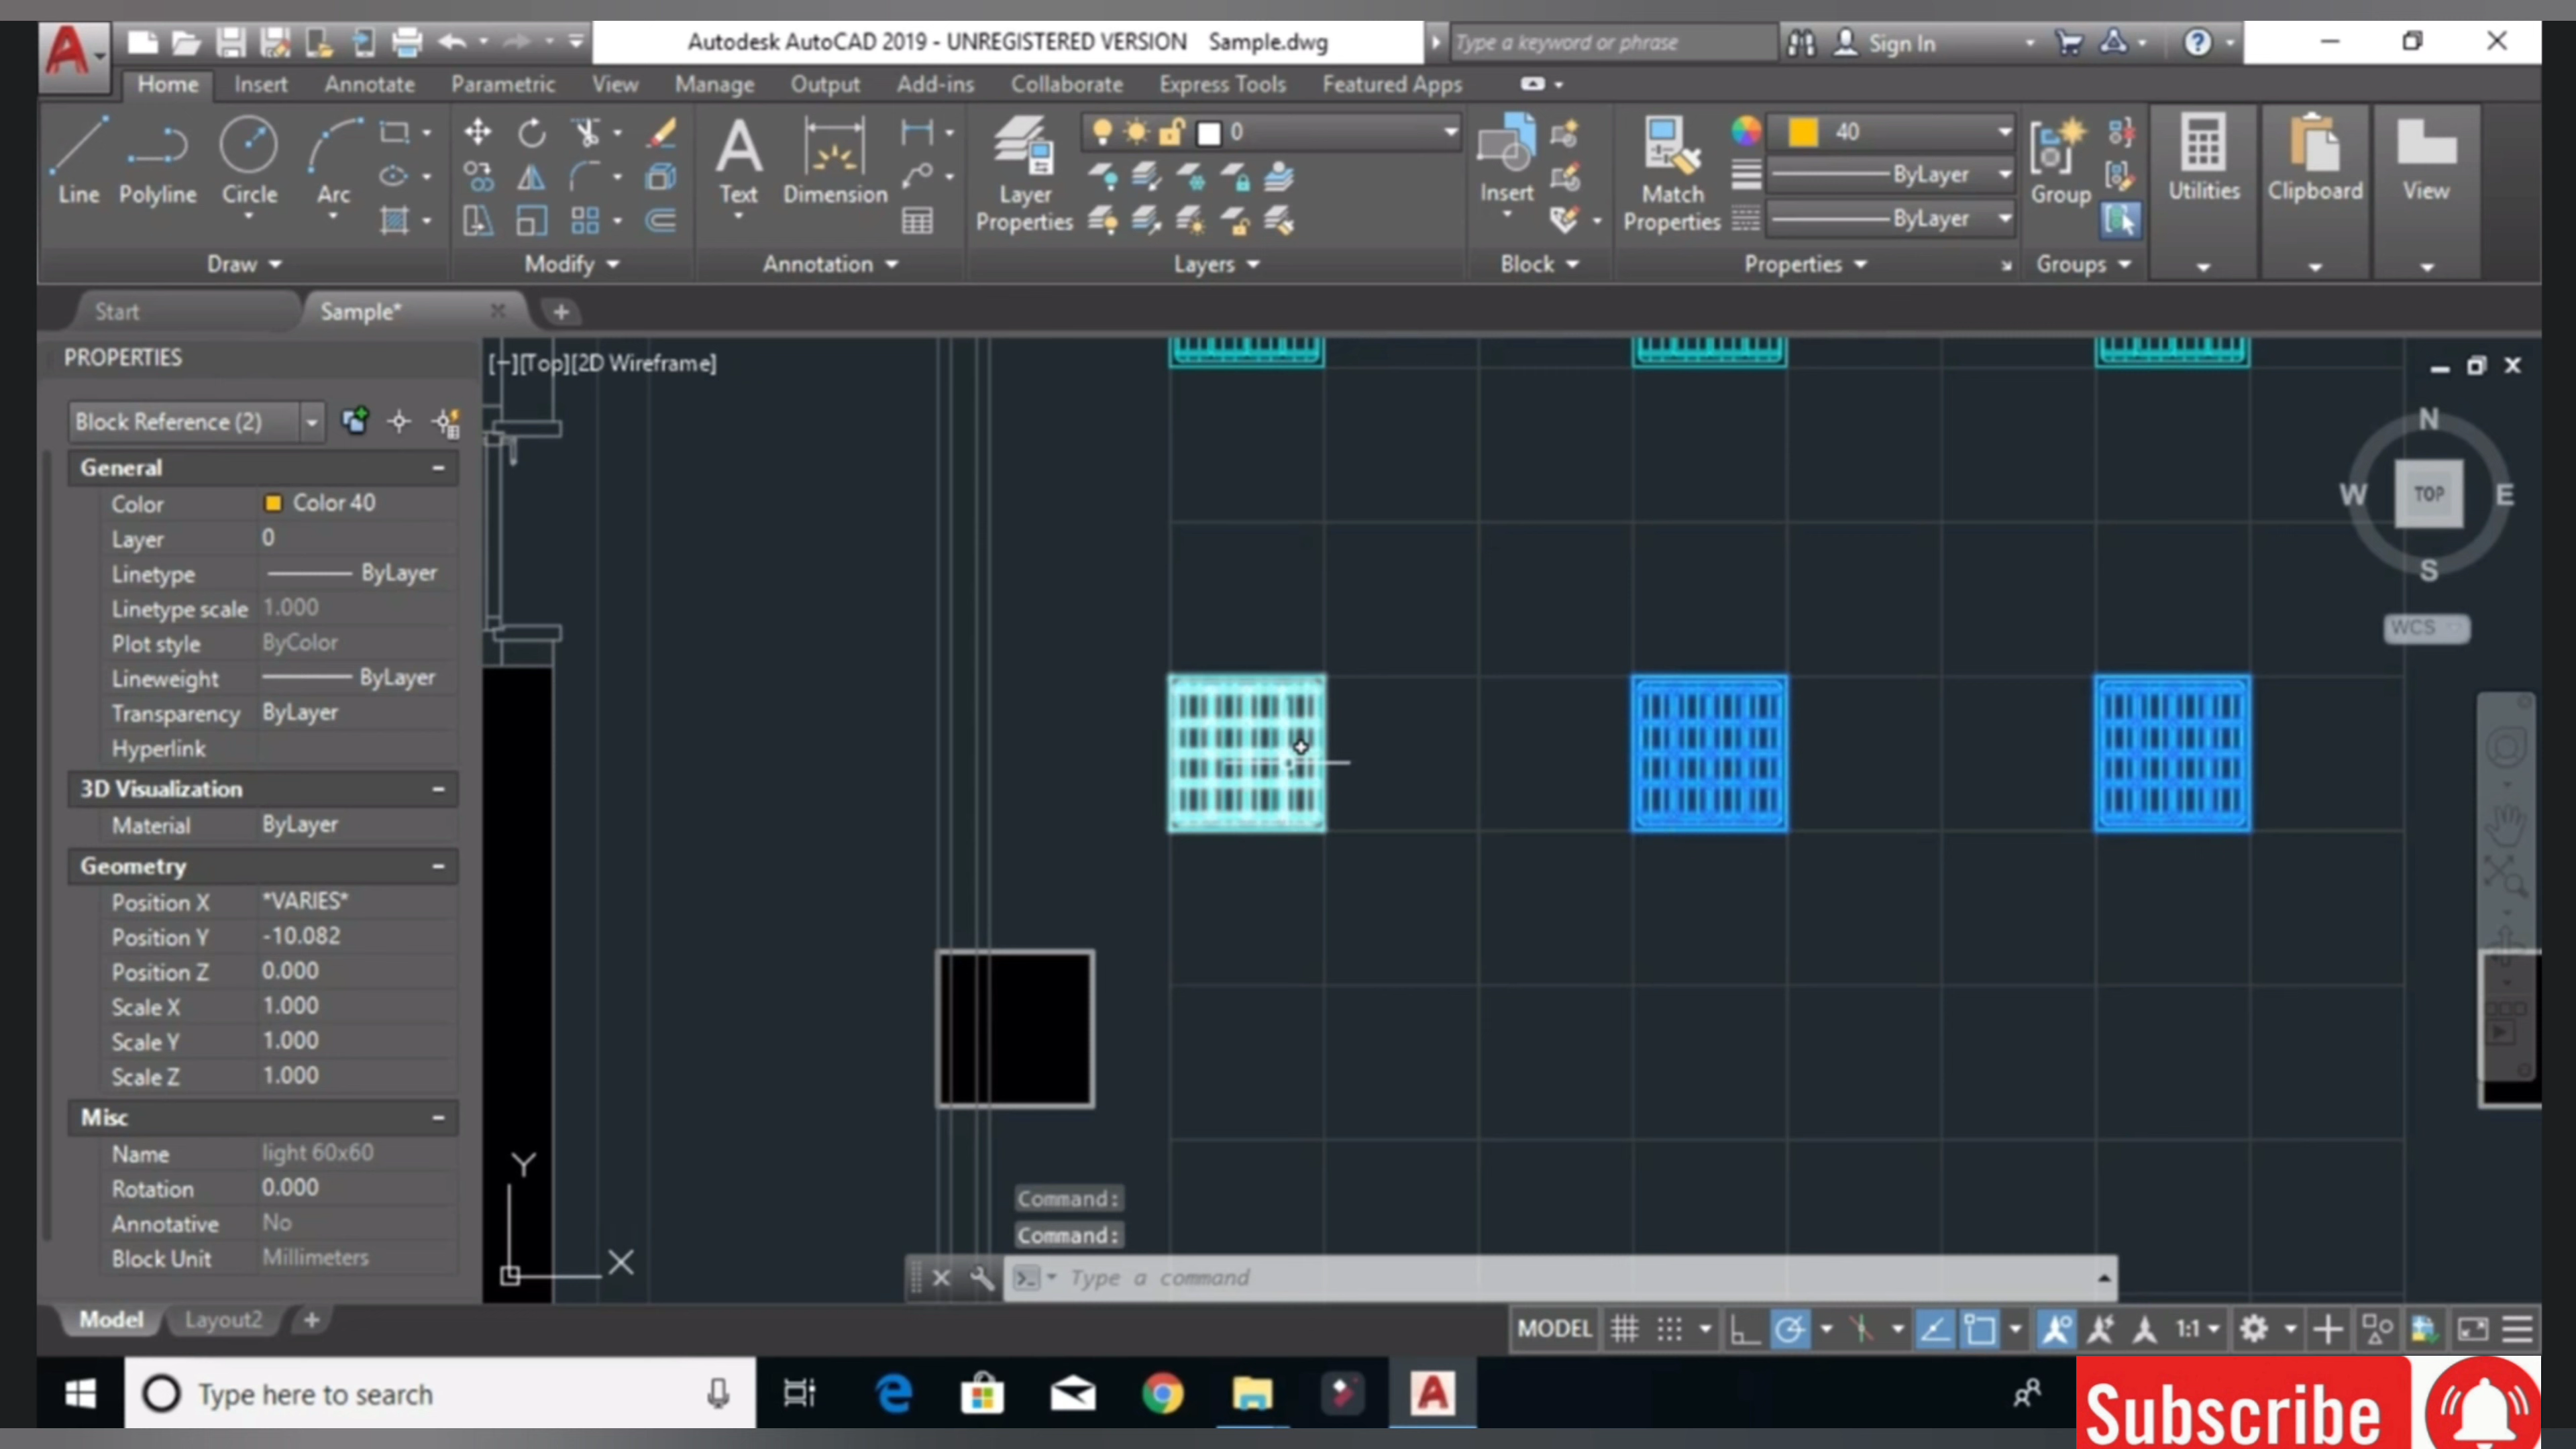 Autodesk AutoCAD 2019 - UNREGISTERED VERSION Sample.dwg
Type a keyword or phrase
Sign In
Home Insert Annotate Parametric View Manage Output Add-ins Collaborate Express Tools Featured Apps
0
40
Line Polyline Circle Arc
Text Dimension
Layer Properties
Insert
Match Properties
ByLayer
ByLayer
Group
Utilities
Clipboard
View
Draw Modify Annotation Layers Block Properties Groups
Start Sample*
PROPERTIES
[-][Top][2D Wireframe]
Block Reference (2)
General
Color Color 40
Layer 0
Linetype ByLayer
Linetype scale 1.000
Plot style ByColor
Lineweight ByLayer
Transparency ByLayer
Hyperlink
3D Visualization
Material ByLayer
Geometry
Position X *VARIES*
Position Y -10.082
Position Z 0.000
Scale X 1.000
Scale Y 1.000
Scale Z 1.000
Misc
Name light 60x60
Rotation 0.000
Annotative No
Block Unit Millimeters
N
W TOP E
S
WCS
Y
X
Command:
Command:
Type a command
Model Layout2
MODEL
1:1
Type here to search
Subscribe